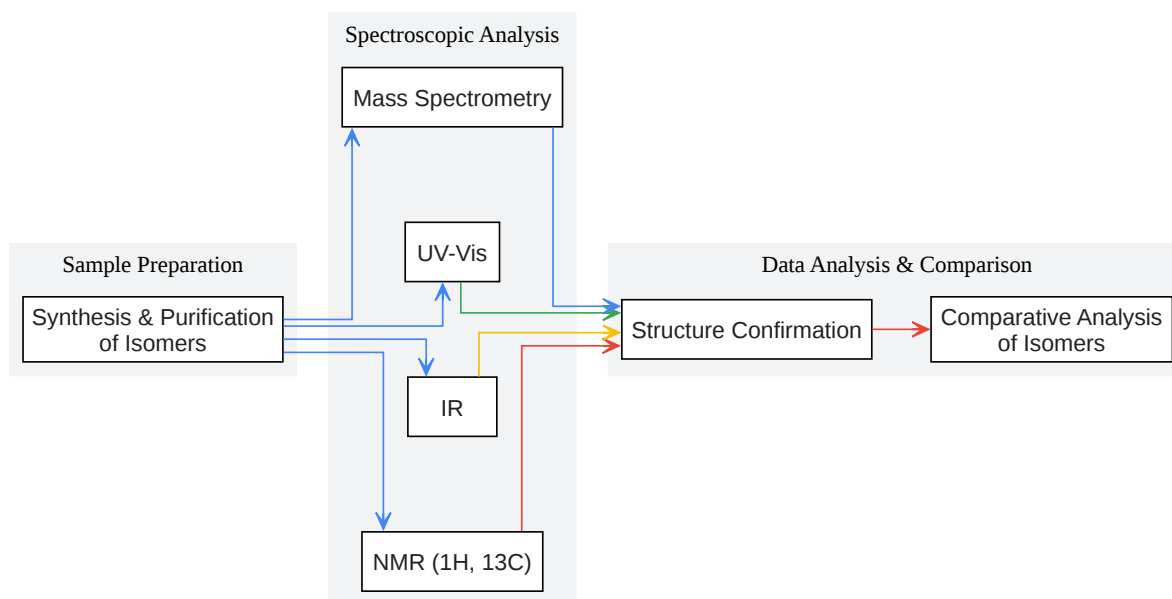 Spectroscopic Analysis
Mass Spectrometry
UV-Vis
IR
NMR (1H, 13C)
Sample Preparation
Synthesis & Purification
of Isomers
Data Analysis & Comparison
Structure Confirmation
Comparative Analysis
of Isomers